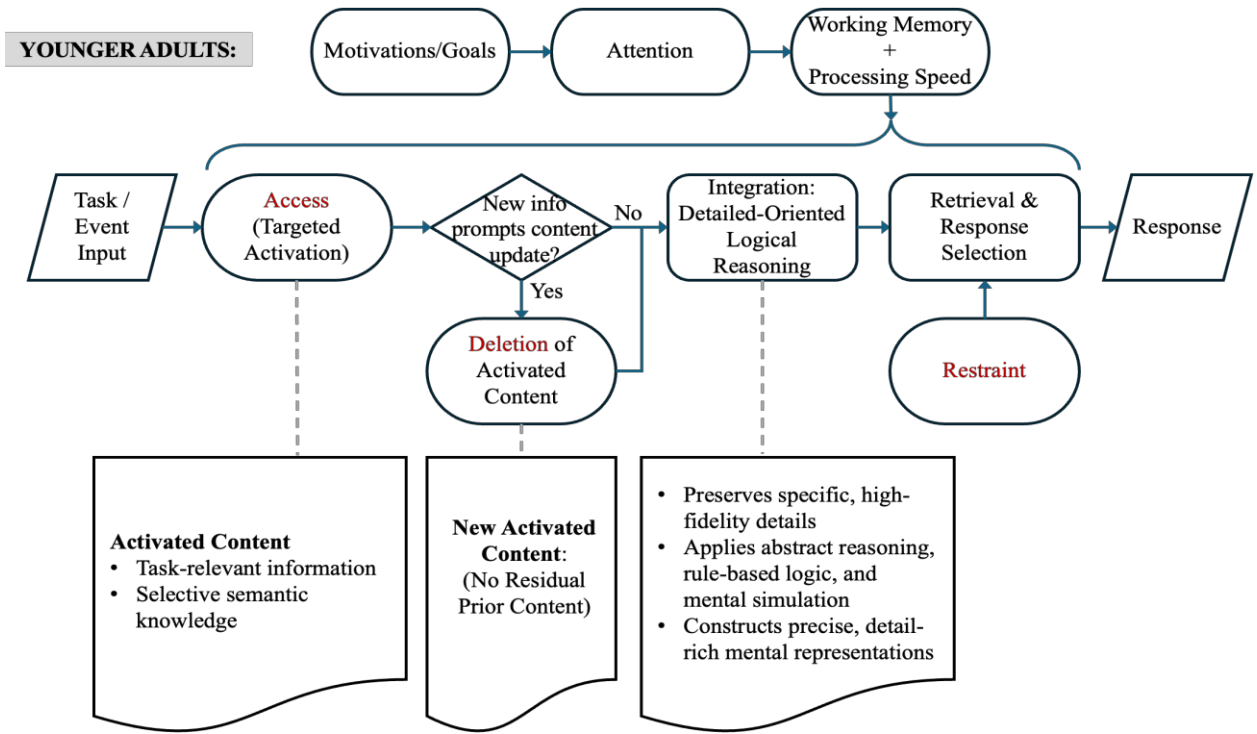 YOUNGER ADULTS:
Motivations/Goals
Attention
Working Memory
+
Processing Speed
Task /
Event
Input
Access
(Targeted
Activation)
New info
prompts content
update?
No
Yes
Deletion of
Activated
Content
Integration:
Detailed-Oriented
Logical
Reasoning
Retrieval &
Response
Selection
Response
Restraint
Activated Content
• Task-relevant information
• Selective semantic
knowledge
New Activated
Content:
(No Residual
Prior Content)
• Preserves specific, high-
fidelity details
• Applies abstract reasoning,
rule-based logic, and
mental simulation
• Constructs precise, detail-
rich mental representations